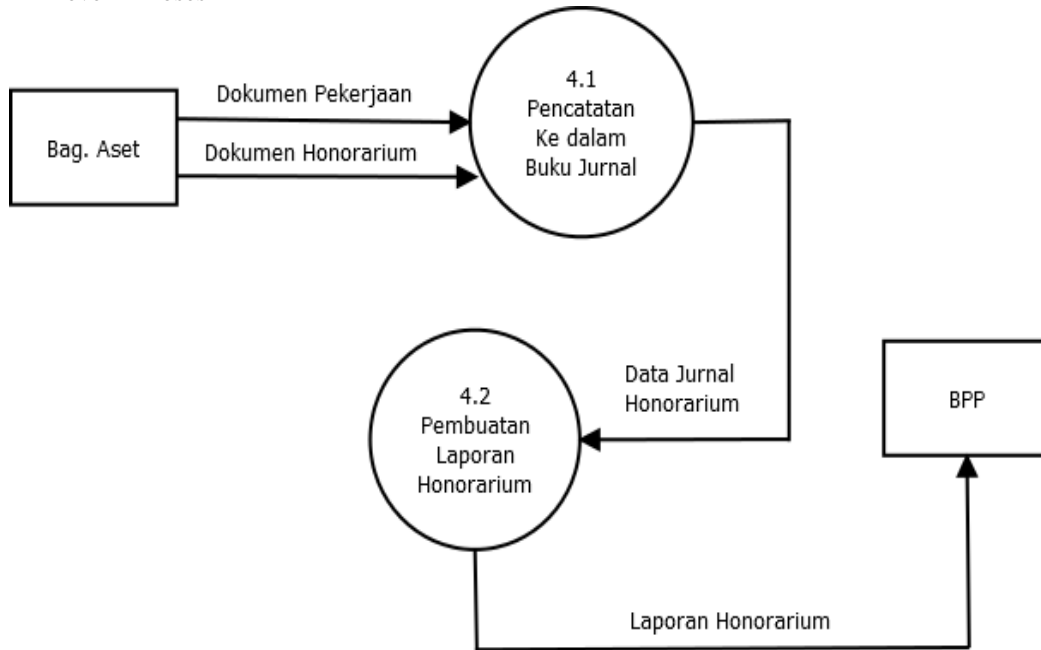 Dokumen Pekerjaan
Bag. Aset
Dokumen Honorarium
4.1
Pencatatan
Ke dalam
Buku Jurnal
Data Jurnal
Honorarium
4.2
Pembuatan
Laporan
Honorarium
BPP
Laporan Honorarium